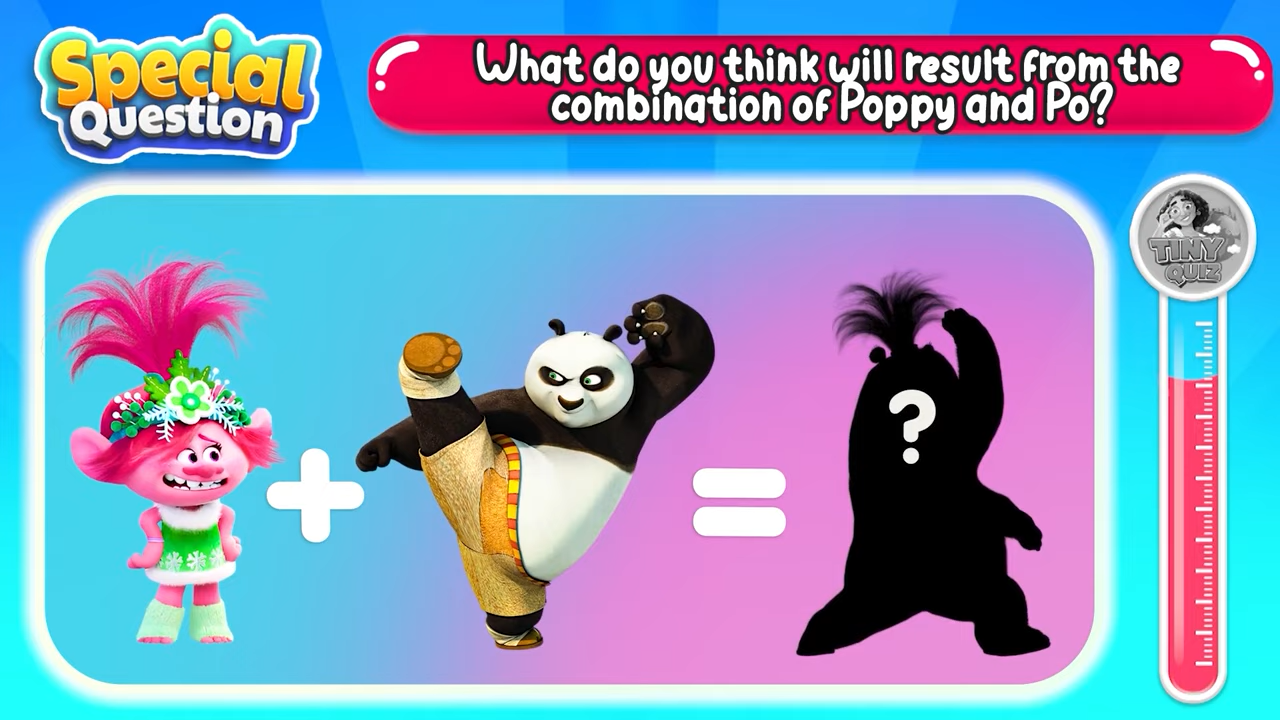 Special
Question
What do you think will result from the
combination of Poppy and Po?
TINY
QUIZ
+
=
?